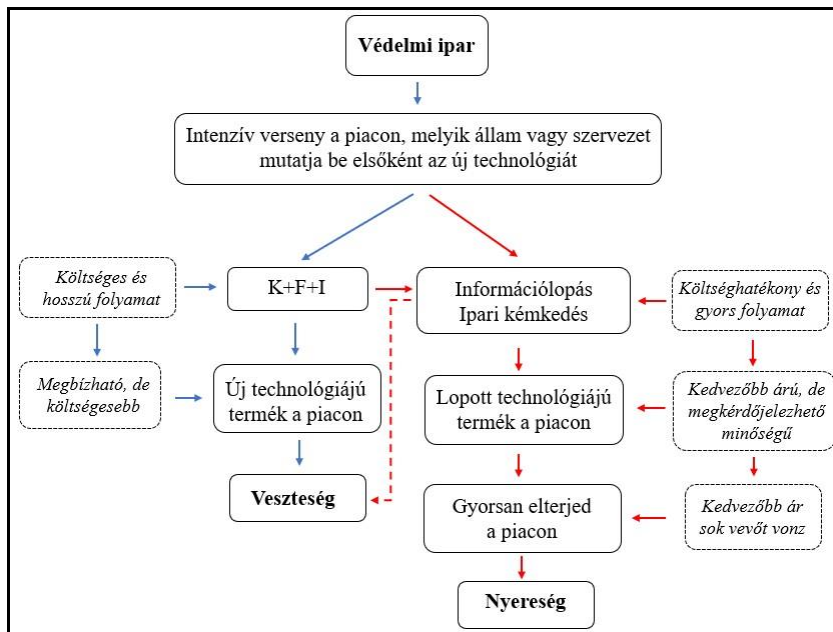 Védelmi ipar
Intenzív verseny a piacon, melyik állam vagy szervezet
mutatja be elsőként az új technológiát
Költséges és
hosszú folyamat
K+F+I
Információlopás
Ipari kémkedés
Költséghatékony és
gyors folyamat
Megbízható, de
költségesebb
Új technológiájú
termék a piacon
Lopott technológiájú
termék a piacon
Kedvezőbb árú, de
megkérdőjelezhető
minőségű
Veszteség
Gyorsan elterjed
a piacon
Kedvezőbb ár
sok vevőt vonz
Nyereség